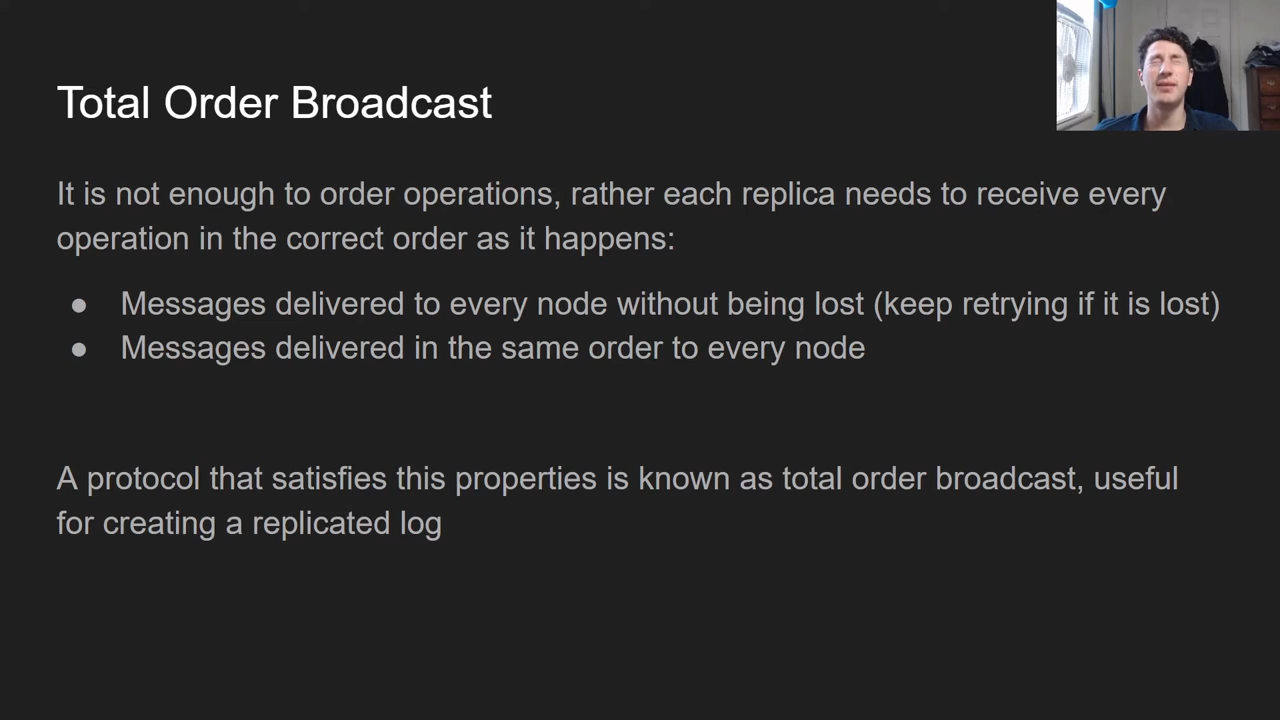 Total Order Broadcast
It is not enough to order operations, rather each replica needs to receive every
operation in the correct order as it happens:
● Messages delivered to every node without being lost (keep retrying if it is lost)
● Messages delivered in the same order to every node
A protocol that satisfies this properties is known as total order broadcast, useful
for creating a replicated log